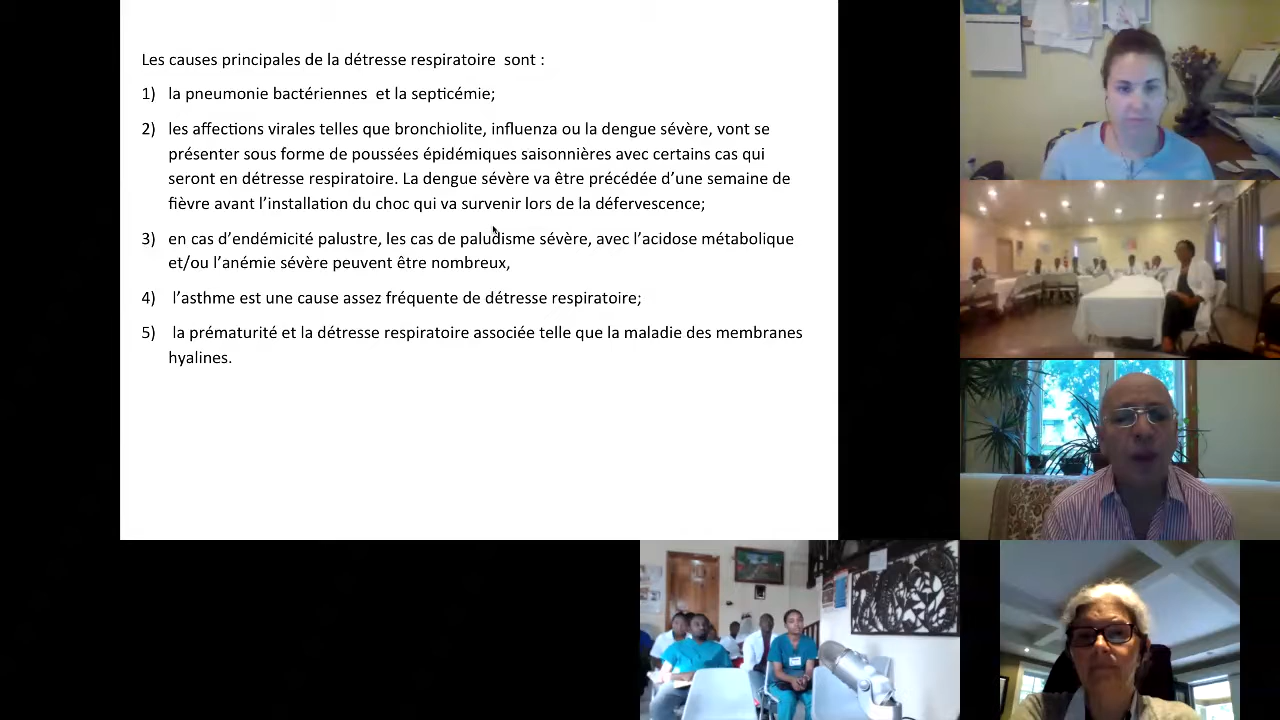 Les causes principales de la détresse respiratoire  sont :
1) la pneumonie bactériennes  et la septicémie;
2) les affections virales telles que bronchiolite, influenza ou la dengue sévère, vont se
présenter sous forme de poussées épidémiques saisonnières avec certains cas qui
seront en détresse respiratoire. La dengue sévère va être précédée d’une semaine de
fièvre avant l’installation du choc qui va survenir lors de la défervescence;
3) en cas d’endémicité palustre, les cas de paludisme sévère, avec l’acidose métabolique
et/ou l’anémie sévère peuvent être nombreux,
4) l’asthme est une cause assez fréquente de détresse respiratoire;
5) la prématurité et la détresse respiratoire associée telle que la maladie des membranes
hyalines.